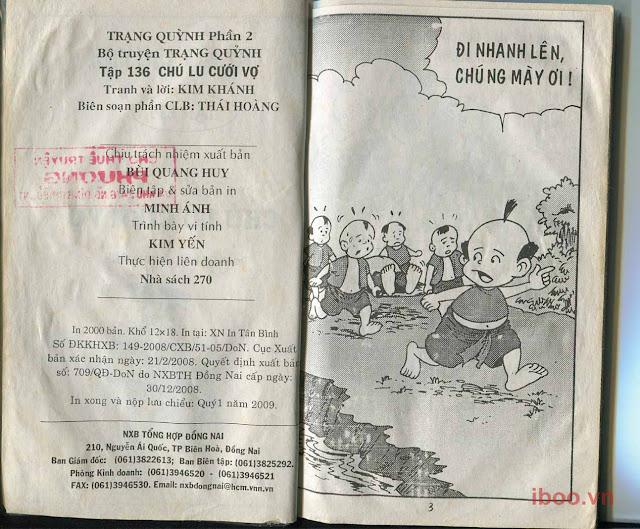 TRẠNG QUỲNH Phần 2
Bộ truyện TRẠNG QUỲNH
Tập 136 CHÚ LU CƯỚI VỢ
Tranh và lời: KIM KHÁNH
Biên soạn phần CLB: THÁI HOÀNG
Chịu trách nhiệm xuất bản
BÙI QUANG HUY
Biên tập & sửa bản in
MINH ÁNH
Trình bày vi tính
KIM YẾN
Thực hiện liên doanh
Nhà sách 270
CHO THUÊ TRUYỆN
PHƯƠNG
In 2000 bản. Khổ 12×18. In tại: XN In Tân Bình
Số ĐKKHXB: 149-2008/CXB/51-05/DoN. Cục Xuất
bản xác nhận ngày: 21/2/2008. Quyết định xuất bản
số: 709/QĐ-DoN do NXBTH Đồng Nai cấp ngày:
30/12/2008.
In xong và nộp lưu chiểu: Quý 1 năm 2009.
NXB TỔNG HỢP ĐỒNG NAI
210, Nguyễn Ái Quốc, TP Biên Hoà, Đồng Nai
Ban Giám đốc: (061)3822613; Ban Biên tập: (061)3825292.
Phòng Kinh doanh: (061)3946520 - (061)3946521
FAX: (061)3946530. Email: nxbdongnai@hcm.vnn.vn
ĐI NHANH LÊN,
CHÚNG MÀY ƠI !
3
iboo.vn